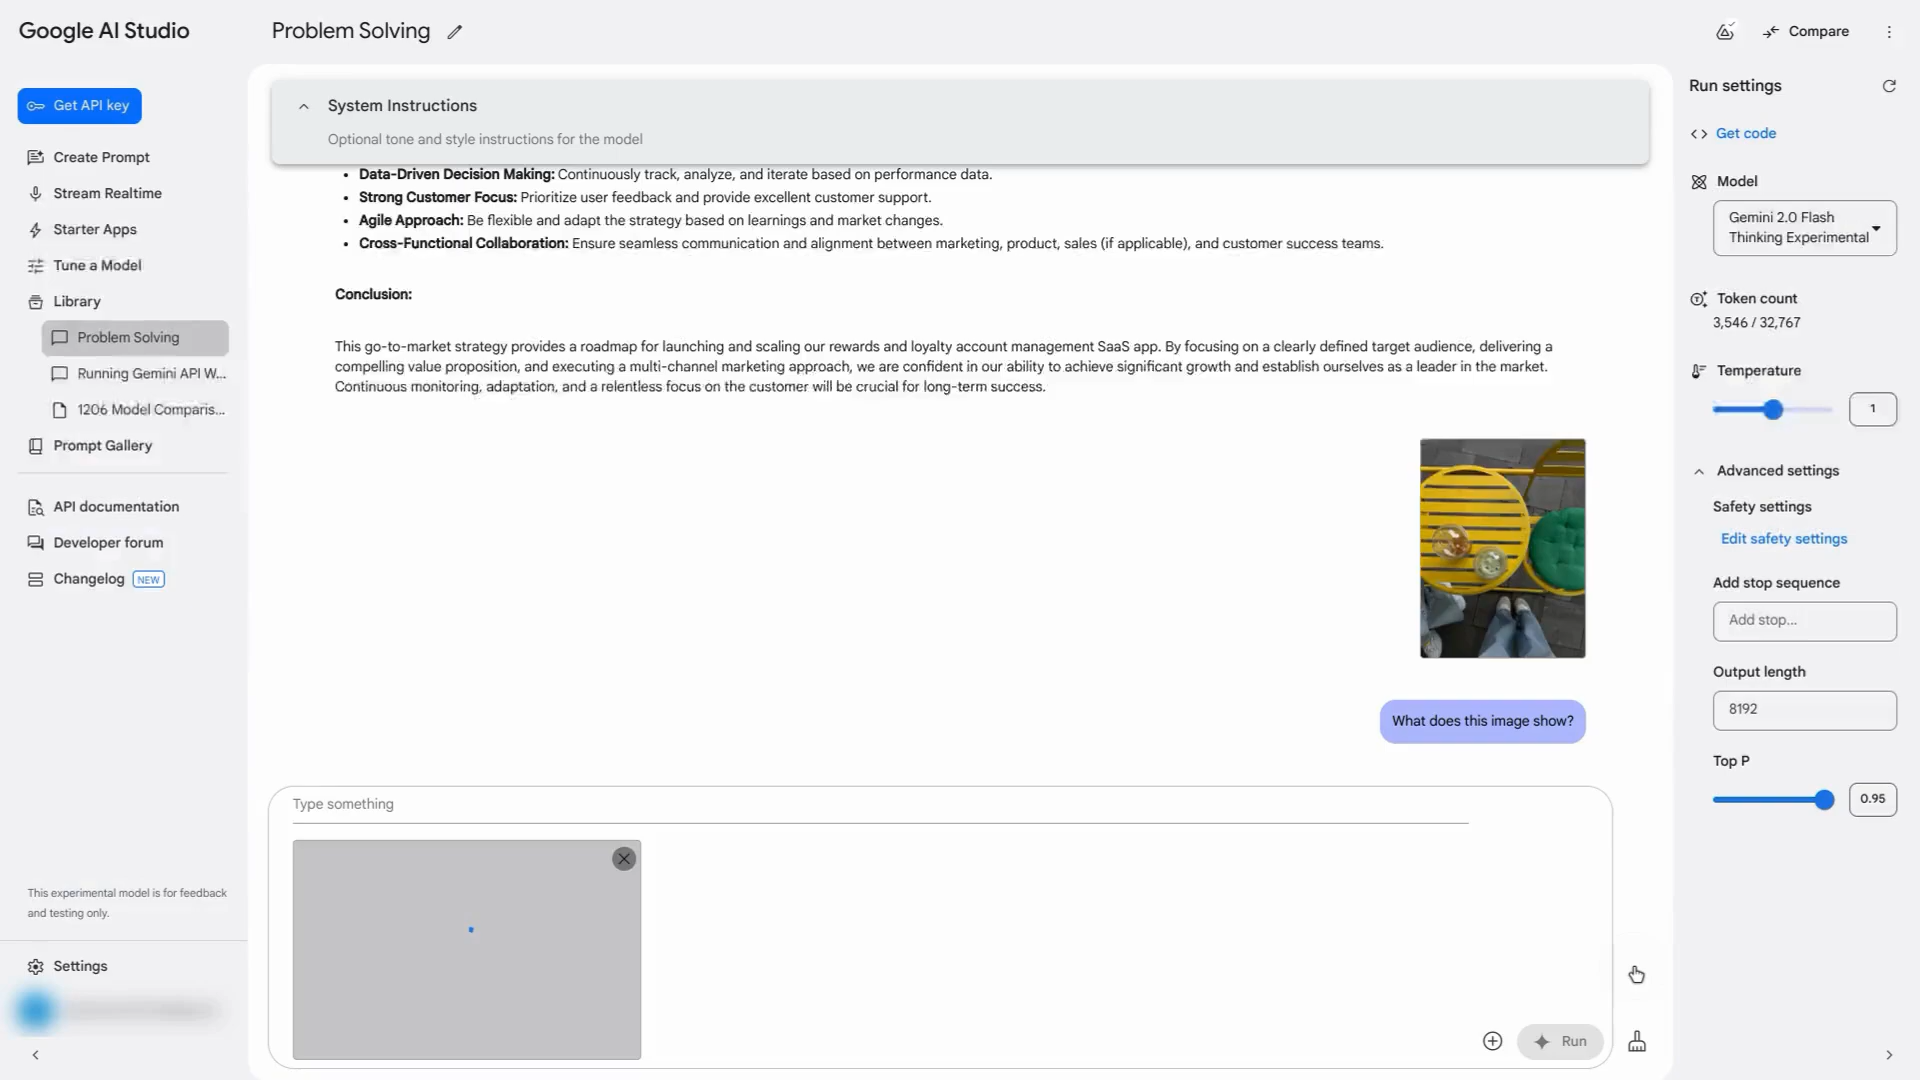 Google AI Studio
Get API key
Create Prompt
Stream Realtime
Starter Apps
Tune a Model
Library
Problem Solving
Running Gemini API W...
1206 Model Comparis...
Prompt Gallery
API documentation
Developer forum
Changelog NEW
This experimental model is for feedback
and testing only.
Settings
Problem Solving
Compare
System Instructions
Optional tone and style instructions for the model
• Data-Driven Decision Making: Continuously track, analyze, and iterate based on performance data.
• Strong Customer Focus: Prioritize user feedback and provide excellent customer support.
• Agile Approach: Be flexible and adapt the strategy based on learnings and market changes.
• Cross-Functional Collaboration: Ensure seamless communication and alignment between marketing, product, sales (if applicable), and customer success teams.
Conclusion:
This go-to-market strategy provides a roadmap for launching and scaling our rewards and loyalty account management SaaS app. By focusing on a clearly defined target audience, delivering a
compelling value proposition, and executing a multi-channel marketing approach, we are confident in our ability to achieve significant growth and establish ourselves as a leader in the market.
Continuous monitoring, adaptation, and a relentless focus on the customer will be crucial for long-term success.
What does this image show?
Type something
Run
Run settings
Get code
Model
Gemini 2.0 Flash
Thinking Experimental
Token count
3,546 / 32,767
Temperature
1
Advanced settings
Safety settings
Edit safety settings
Add stop sequence
Add stop...
Output length
8192
Top P
0.95